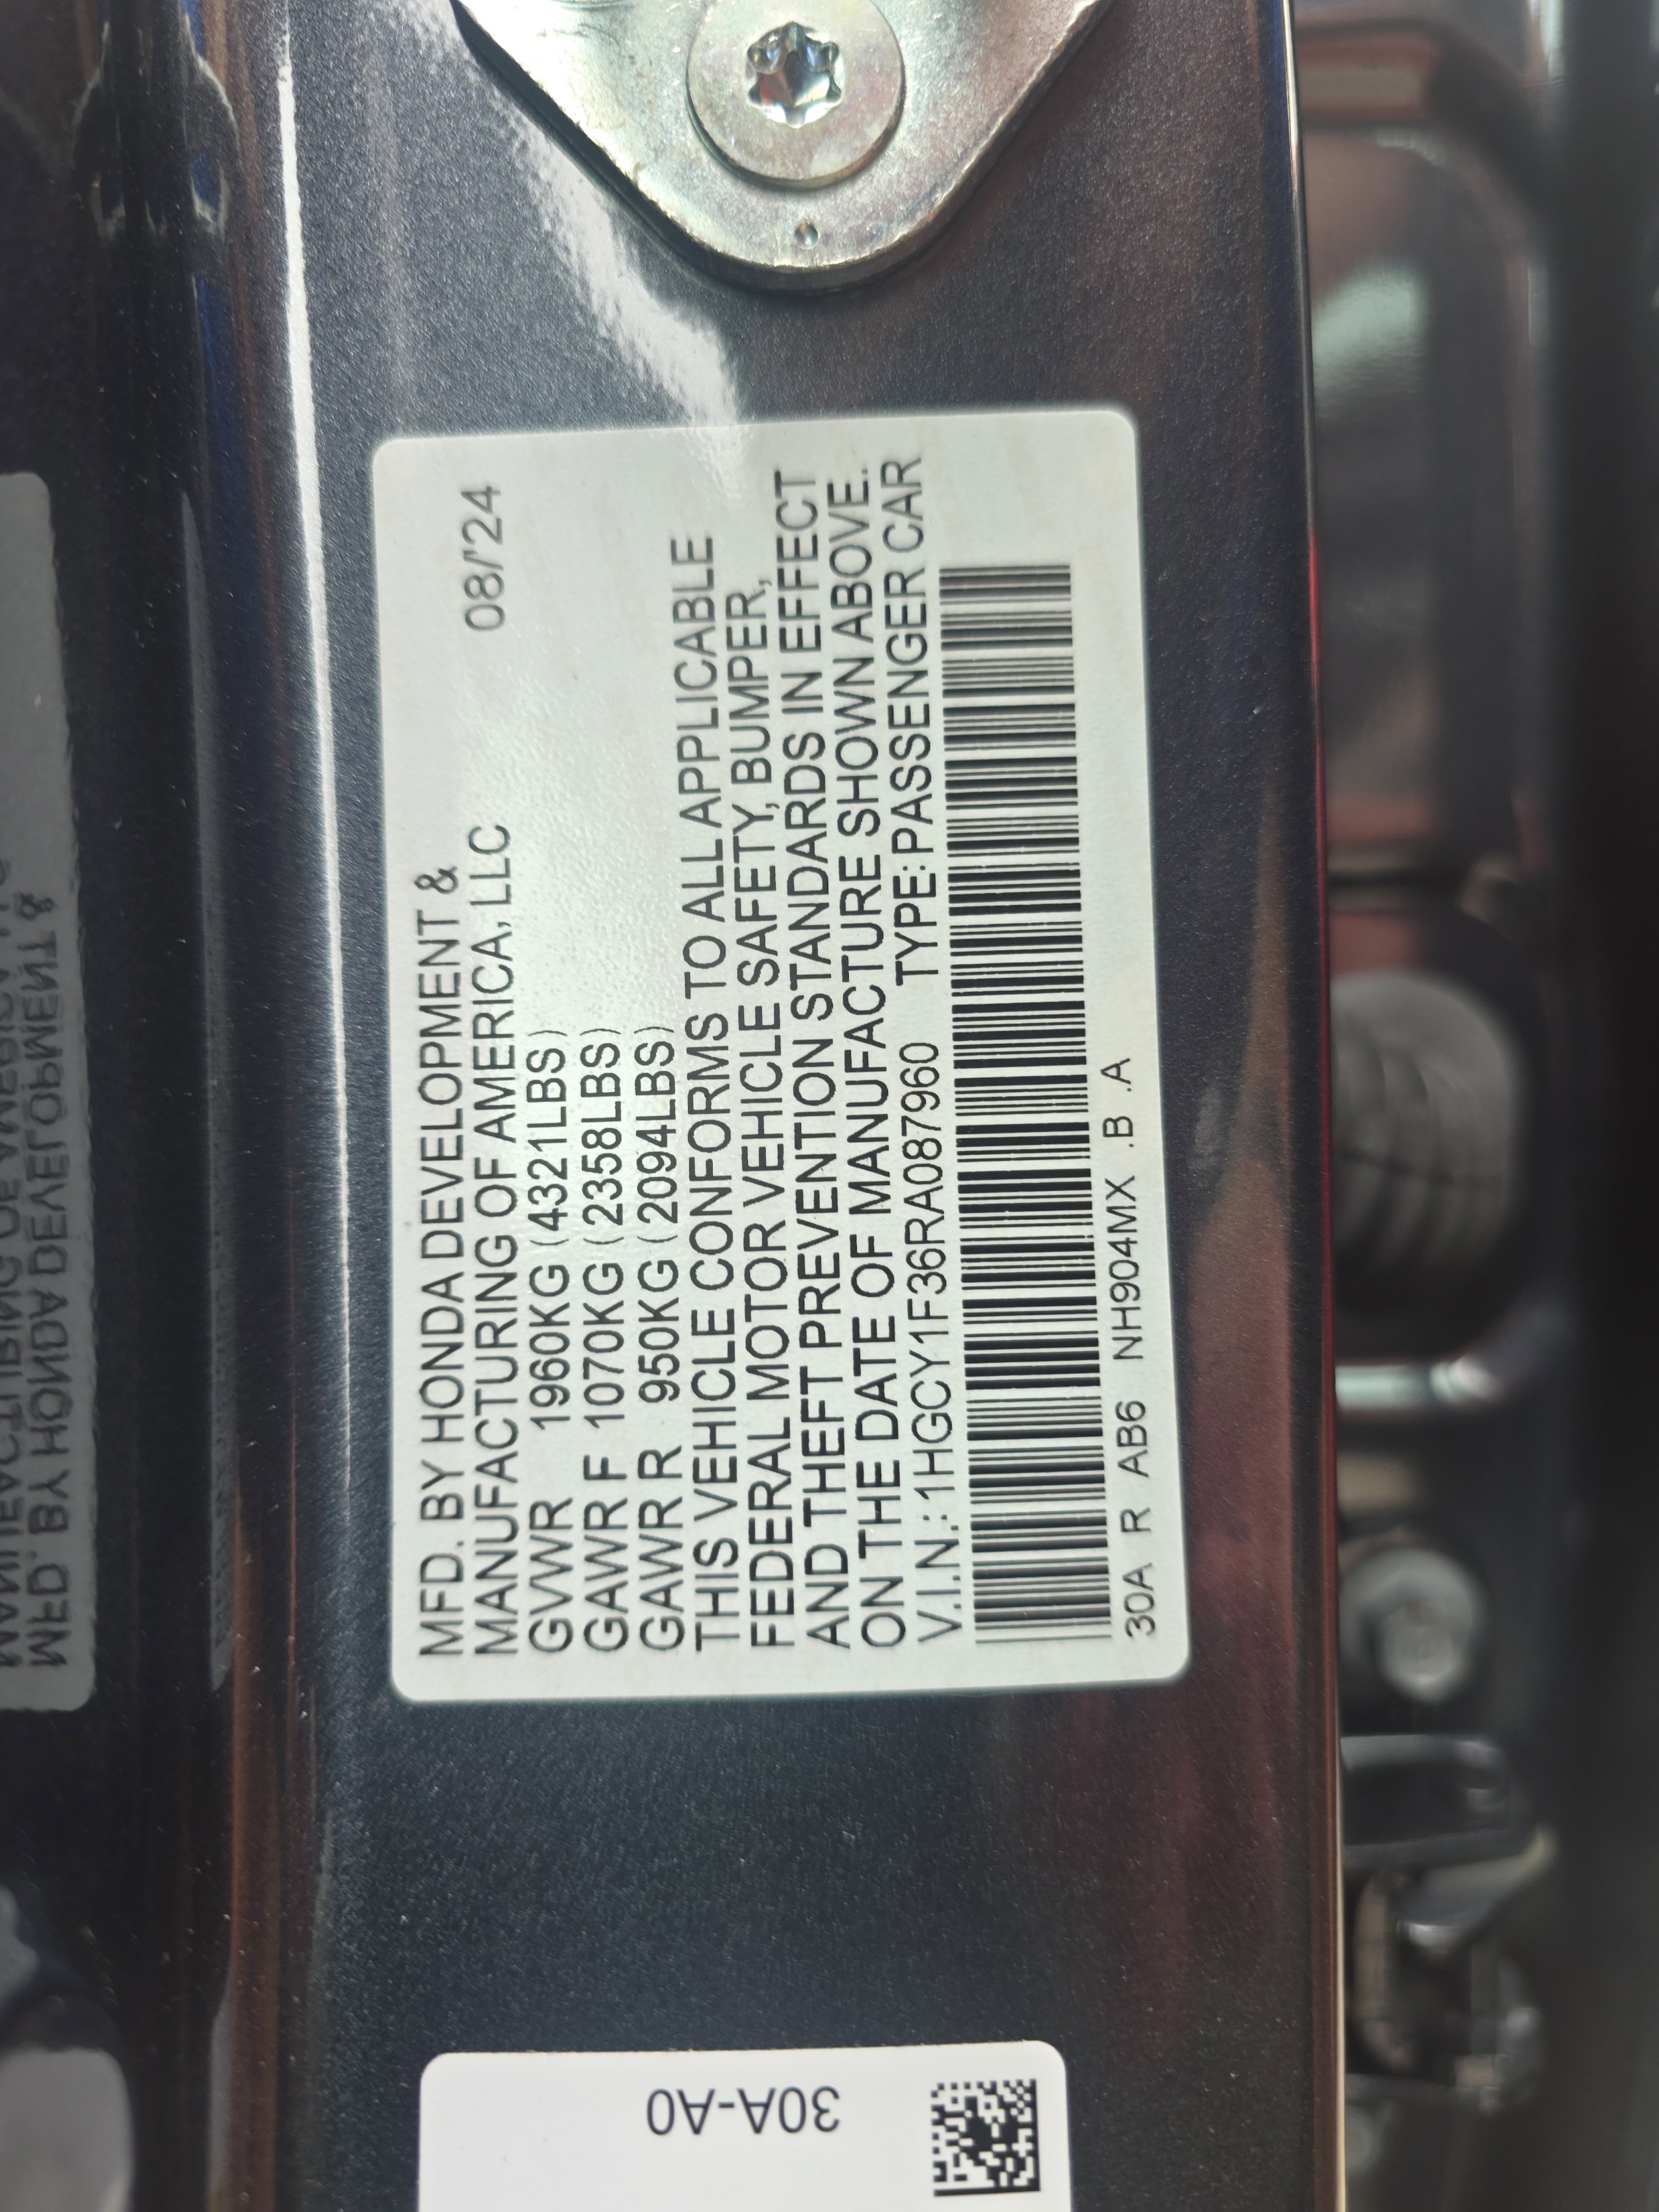 MFD. BY HONDA DEVELOPMENT &
MANUFACTURING OF AMERICA, LLC 08/'24
GVWR 1960KG (4321LBS)
GAWR F 1070KG (2358LBS)
GAWR R 950KG (2094LBS)
THIS VEHICLE CONFORMS TO ALL APPLICABLE
FEDERAL MOTOR VEHICLE SAFETY, BUMPER,
AND THEFT PREVENTION STANDARDS IN EFFECT
ON THE DATE OF MANUFACTURE SHOWN ABOVE.
V.I.N.: 1HGCY1F36RA087960 TYPE: PASSENGER CAR
30A R AB6 NH904MX .B .A
30A-A0
MFD. BY HONDA DEVELOPMENT &